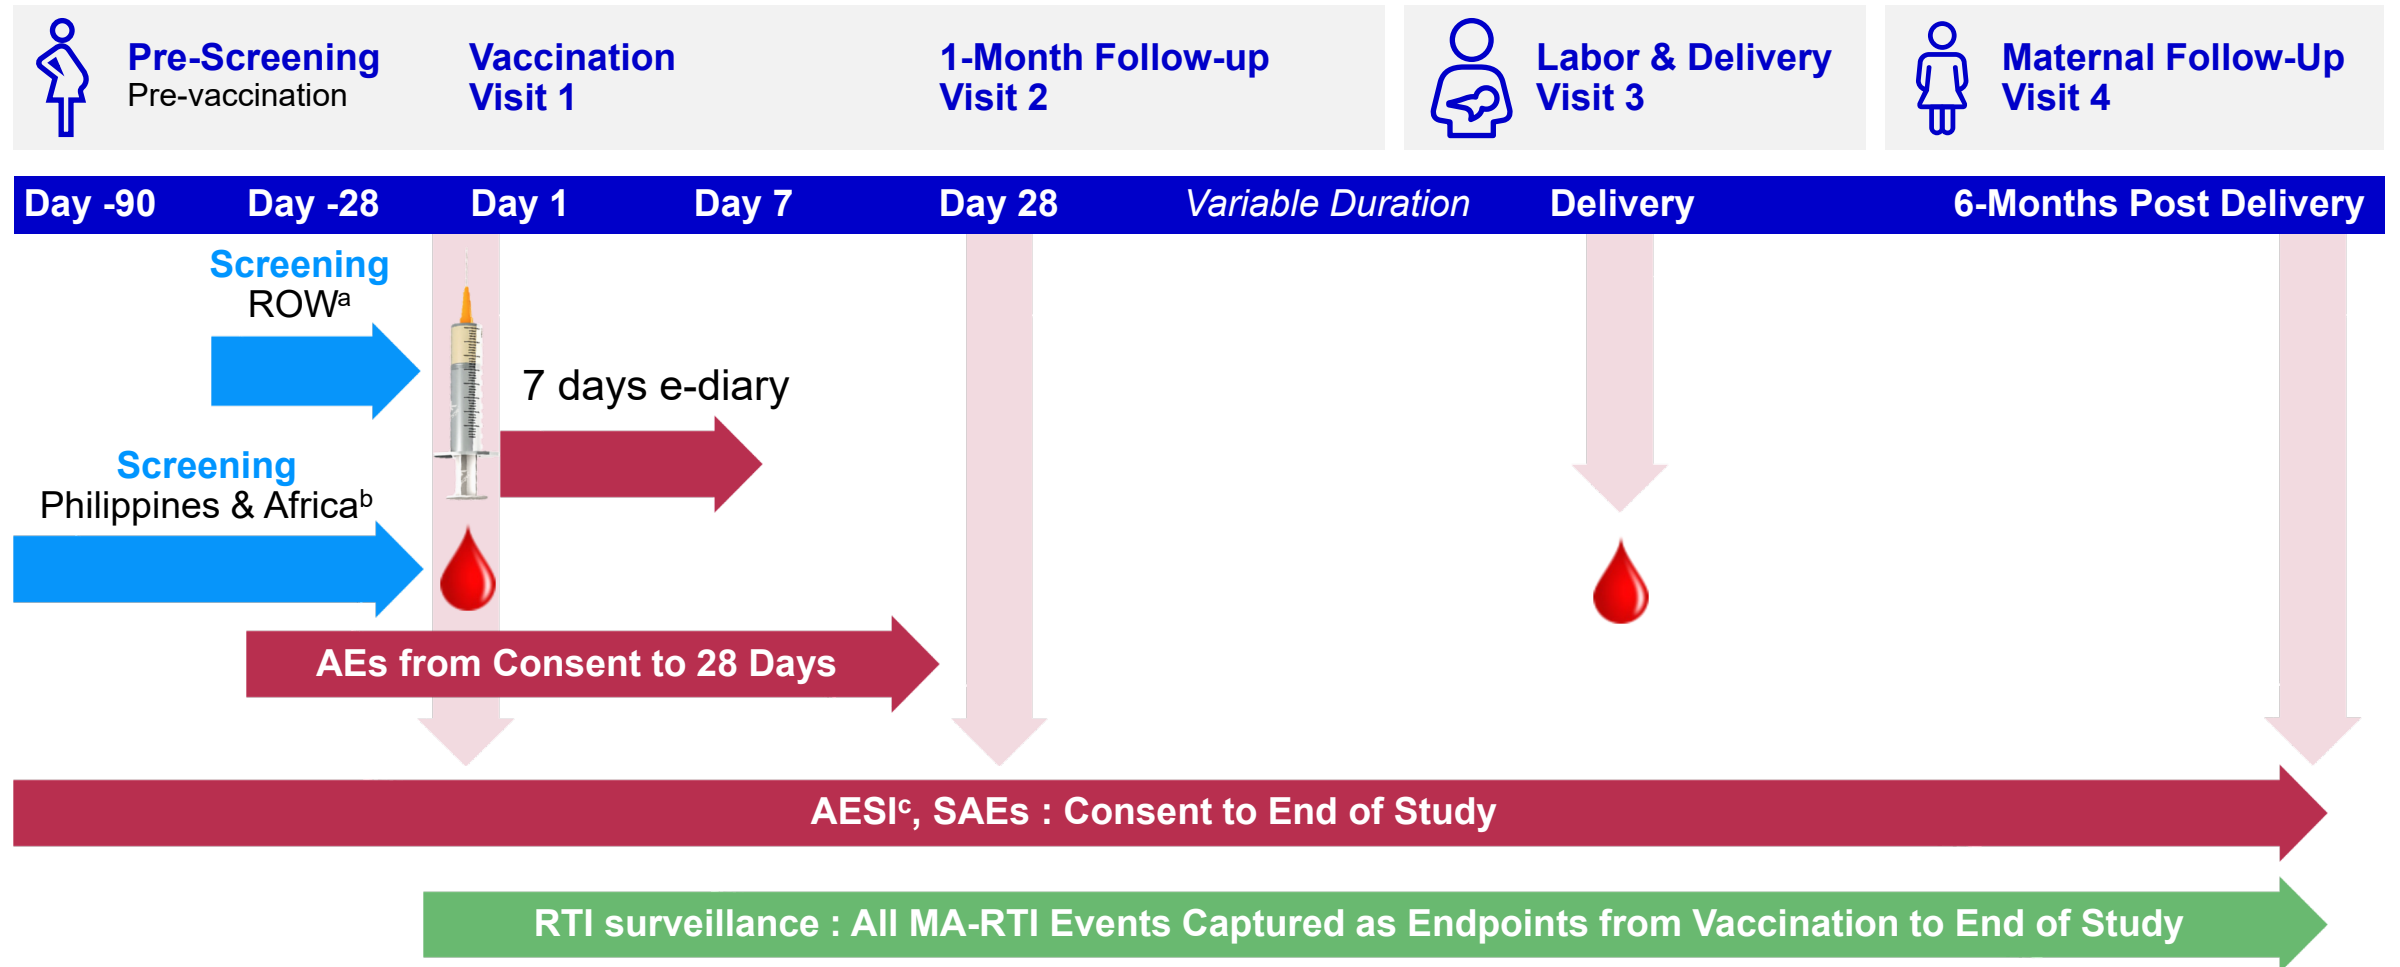 Pre-Screening
Pre-vaccination
Vaccination
Visit 1
1-Month Follow-up
Visit 2
Labor & Delivery
Visit 3
Maternal Follow-Up
Visit 4
Day -90 Day -28 Day 1 Day 7 Day 28 Variable Duration Delivery 6-Months Post Delivery
Screening
ROWᵃ
7 days e-diary
Screening
Philippines & Africaᵇ
AEs from Consent to 28 Days
AESIᶜ, SAEs : Consent to End of Study
RTI surveillance : All MA-RTI Events Captured as Endpoints from Vaccination to End of Study